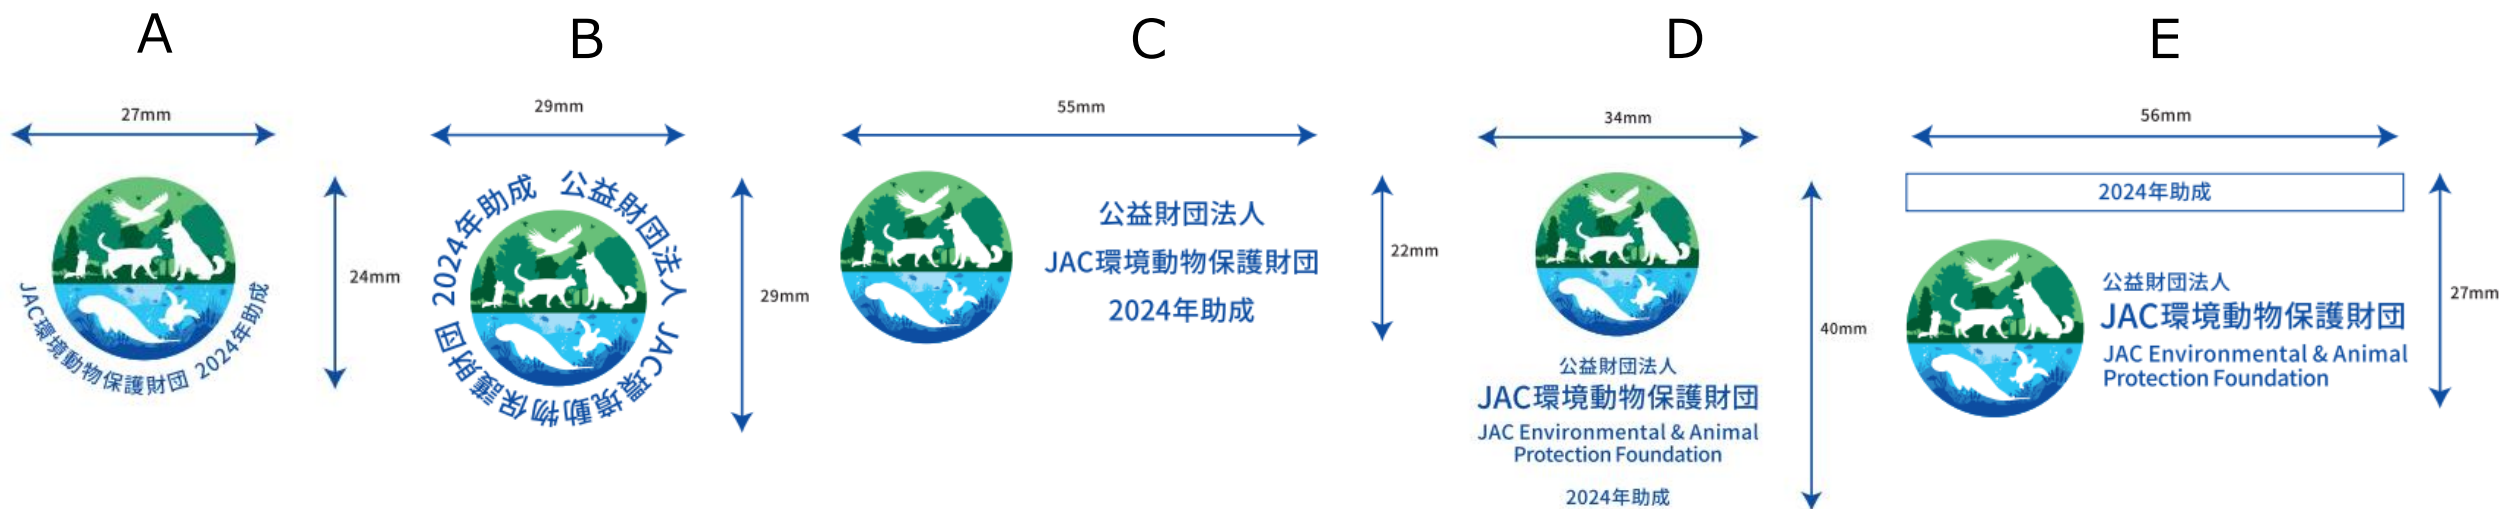 A
27mm
24mm
JAC環境動物保護財団 2024年助成
B
29mm
29mm
2024年助成 公益財団法人 JAC環境動物保護財団
C
55mm
22mm
公益財団法人
JAC環境動物保護財団
2024年助成
D
34mm
40mm
公益財団法人
JAC環境動物保護財団
JAC Environmental & Animal
Protection Foundation
2024年助成
E
56mm
27mm
2024年助成
公益財団法人
JAC環境動物保護財団
JAC Environmental & Animal
Protection Foundation